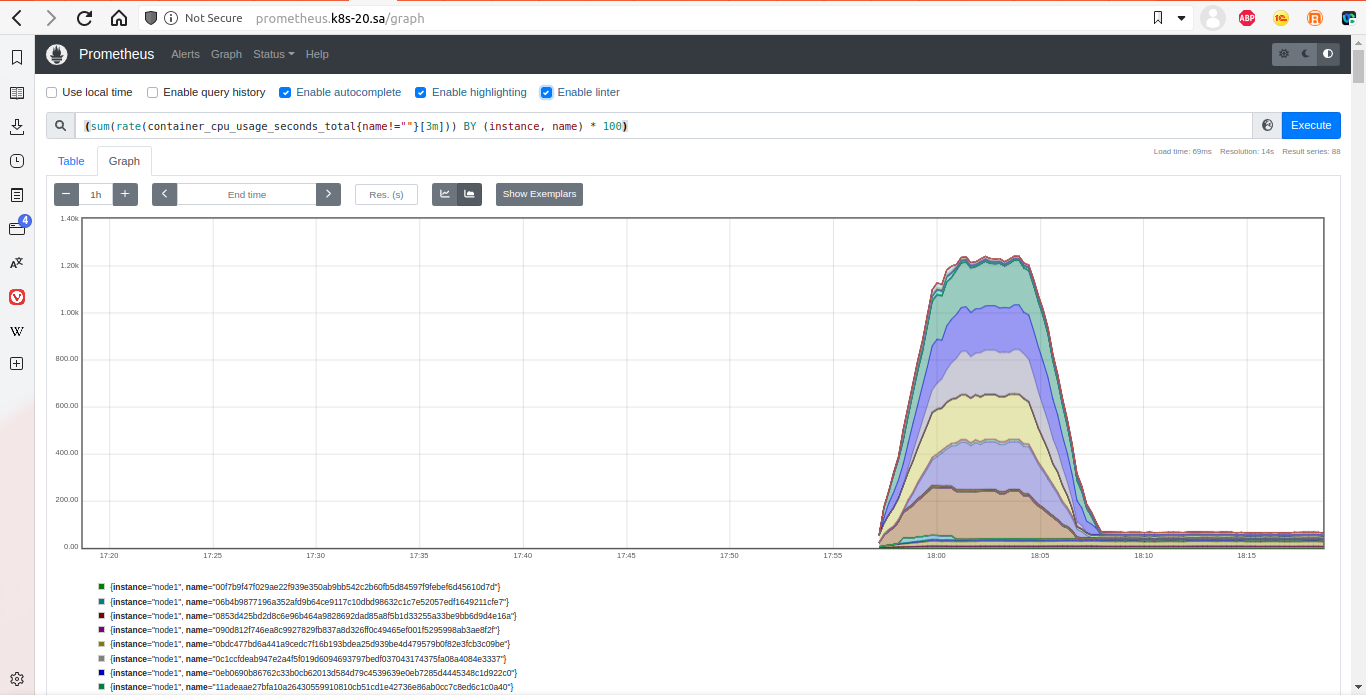 Not Secure prometheus.k8s-20.sa/graph
ABP
Prometheus Alerts Graph Status Help
Use local time Enable query history Enable autocomplete Enable highlighting Enable linter
(sum(rate(container_cpu_usage_seconds_total{name!=""}[3m])) BY (instance, name) * 100)
Execute
Load time: 69ms Resolution: 14s Result series: 88
Table Graph
− 1h + End time Res. (s) Show Exemplars
4
W
1.40k
1.20k
1.00k
800.00
600.00
400.00
200.00
0.00
17:20 17:25 17:30 17:35 17:40 17:45 17:50 17:55 18:00 18:05 18:10 18:15
{instance="node1", name="00f7b9f47f029ae22f939e350ab9bb542c2b60fb5d84597f9febef6d45610d7d"}
{instance="node1", name="06b4b9877196a352afd9b64ce9117c10dbd98632c1c7e52057edf1649211cfe7"}
{instance="node1", name="0853d425bd2d8c6e96b464a9828692dad85a8f5b1d33255a33be9bb6d9d4e16a"}
{instance="node1", name="090d812f746ea8c9927829fb837a8d326ff0c49465ef001f5295998ab3ae8f2f"}
{instance="node1", name="0bdc477bd6a441a9cedc7f16b193bdea25d939be4d479579b0f82e3fcb3c09be"}
{instance="node1", name="0c1ccfdeab947e2a4f5f019d6094693797bedf037043174375fa08a4084e3337"}
{instance="node1", name="0eb0690b86762c33b0cb62013d584d79c4539639e0eb7285d4445348c1d922c0"}
{instance="node1", name="11adeaae27bfa10a26430559910810cb51cd1e42736e86ab0cc7c8ed6c1c0a40"}